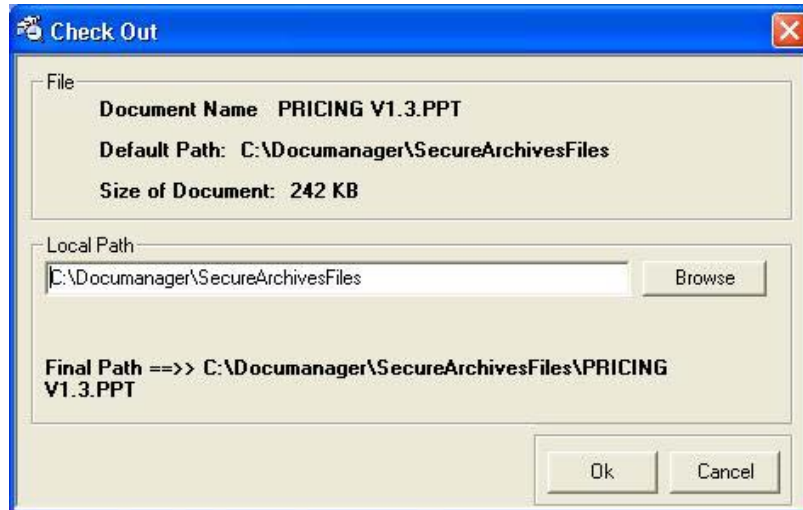 Check Out
File
Document Name PRICING V1.3.PPT
Default Path: C:\Documanager\SecureArchivesFiles
Size of Document: 242 KB
Local Path
C:\Documanager\SecureArchivesFiles
Browse
Final Path ==>> C:\Documanager\SecureArchivesFiles\PRICING
V1.3.PPT
Ok Cancel